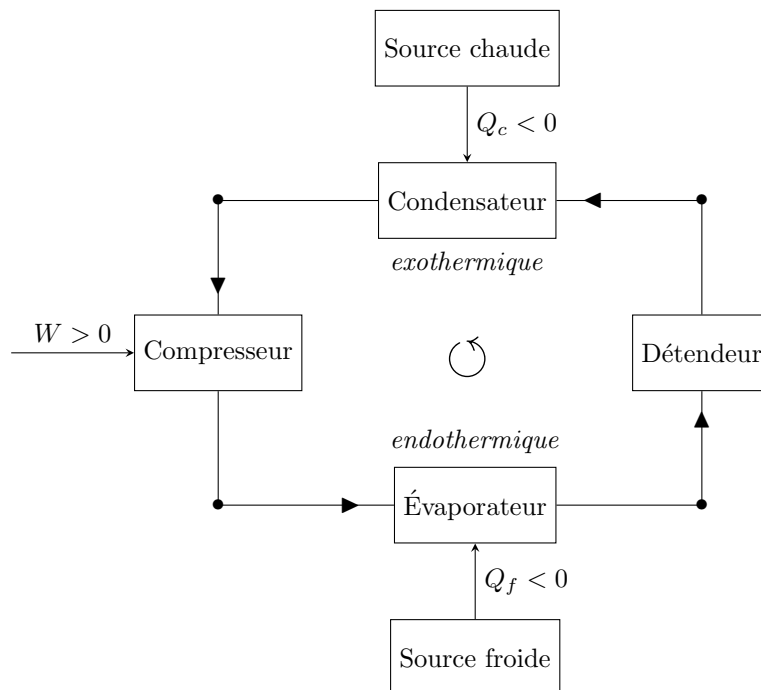 Source chaude
Q_c < 0
Condensateur
exothermique
W > 0
Compresseur
Détendeur
endothermique
Évaporateur
Q_f < 0
Source froide